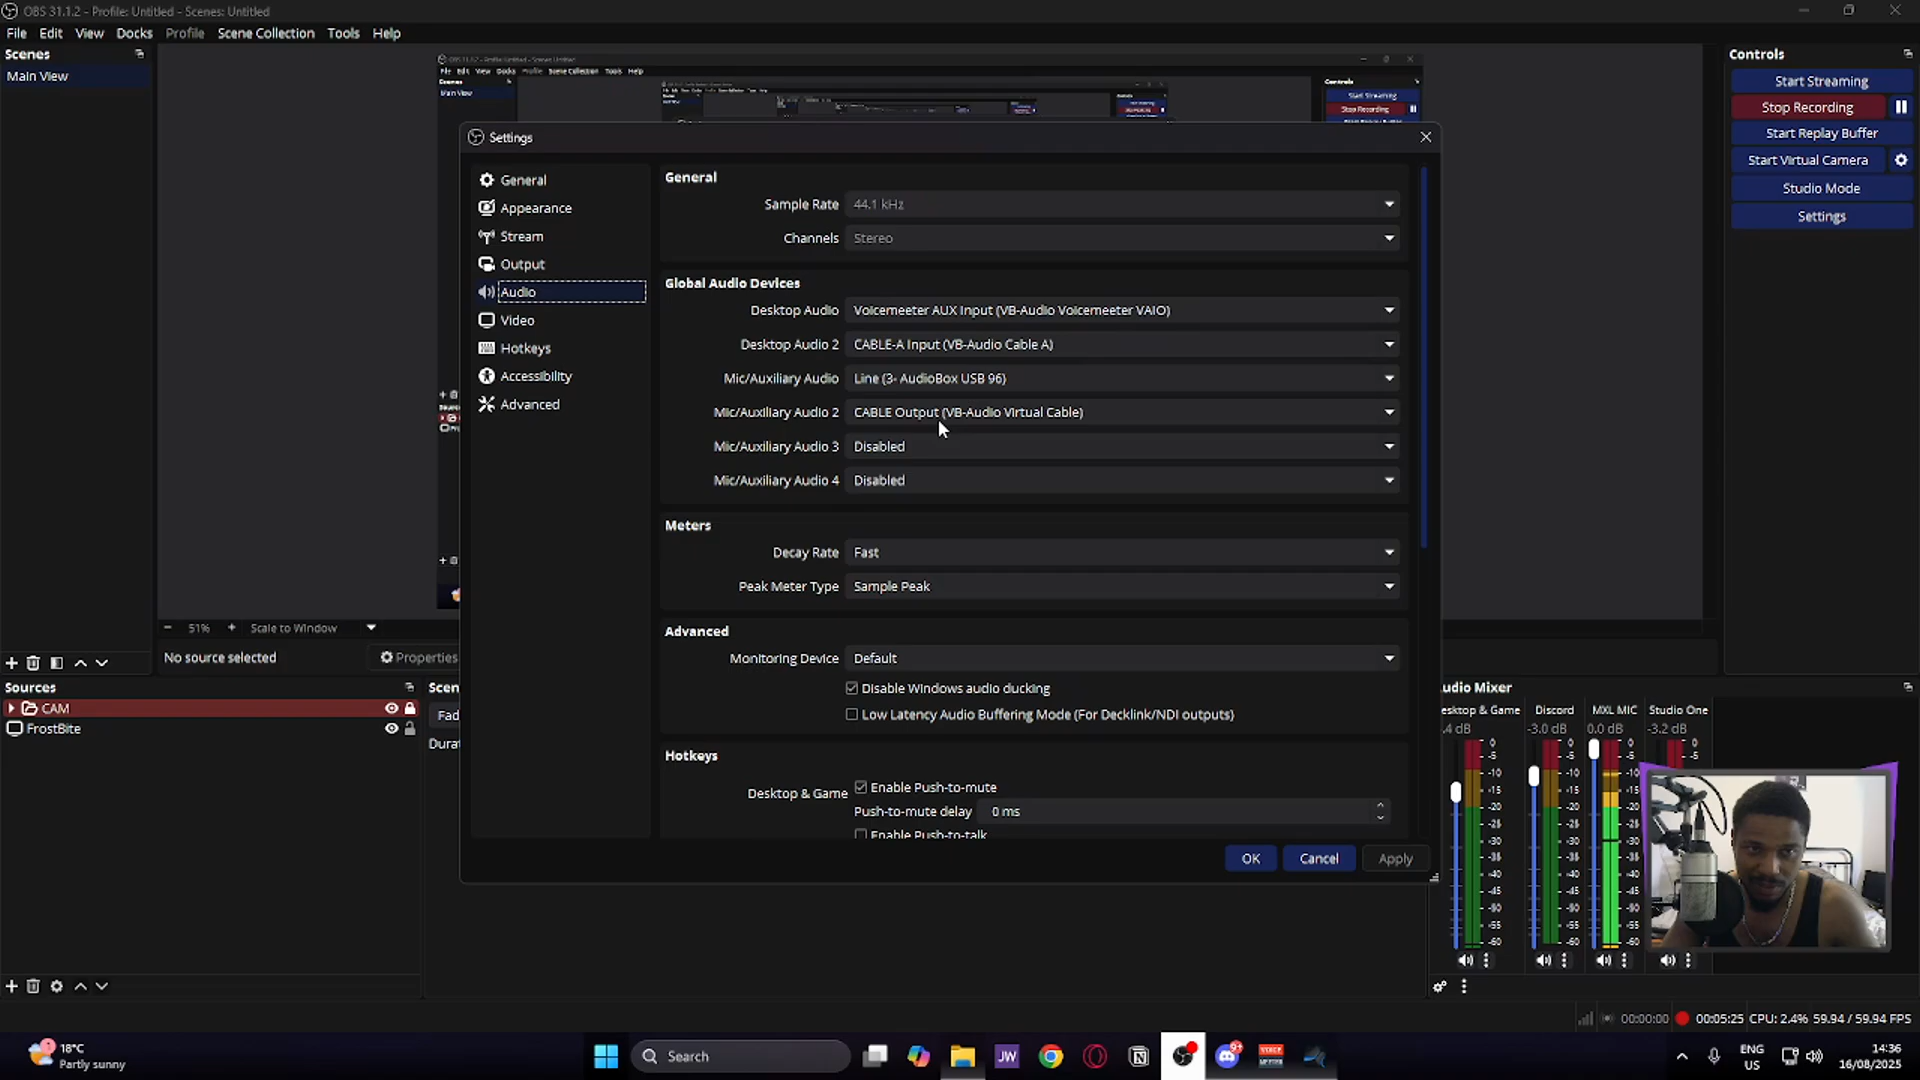 OBS 31.1.2 - Profile: Untitled - Scenes: Untitled
File Edit View Docks Profile Scene Collection Tools Help
Scenes
Main View
Controls
Start Streaming
Stop Recording
Start Replay Buffer
Start Virtual Camera
Studio Mode
Settings
Settings
General
Appearance
Stream
Output
Audio
Video
Hotkeys
Accessibility
Advanced
General
Sample Rate 44.1 kHz
Channels Stereo
Global Audio Devices
Desktop Audio Voicemeeter AUX Input (VB-Audio Voicemeeter VAIO)
Desktop Audio 2 CABLE-A Input (VB-Audio Cable A)
Mic/Auxiliary Audio Line (3- AudioBox USB 96)
Mic/Auxiliary Audio 2 CABLE Output (VB-Audio Virtual Cable)
Mic/Auxiliary Audio 3 Disabled
Mic/Auxiliary Audio 4 Disabled
Meters
Decay Rate Fast
Peak Meter Type Sample Peak
Advanced
Monitoring Device Default
Disable Windows audio ducking
Low Latency Audio Buffering Mode (For Decklink/NDI outputs)
Hotkeys
Desktop & Game Enable Push-to-mute
Push-to-mute delay 0 ms
Enable Push-to-talk
OK Cancel Apply
51% Scale to Window
No source selected Properties
Sources
CAM
FrostBite
Scen
Fad
Durat
udio Mixer
esktop & Game Discord MXL MIC Studio One
.4 dB -3.0 dB 0.0 dB -3.2 dB
00:00:00 00:05:25 CPU: 2.4% 59.94 / 59.94 FPS
18°C
Partly sunny
Search
JW
9+
ENG
US
14:36
16/08/2025